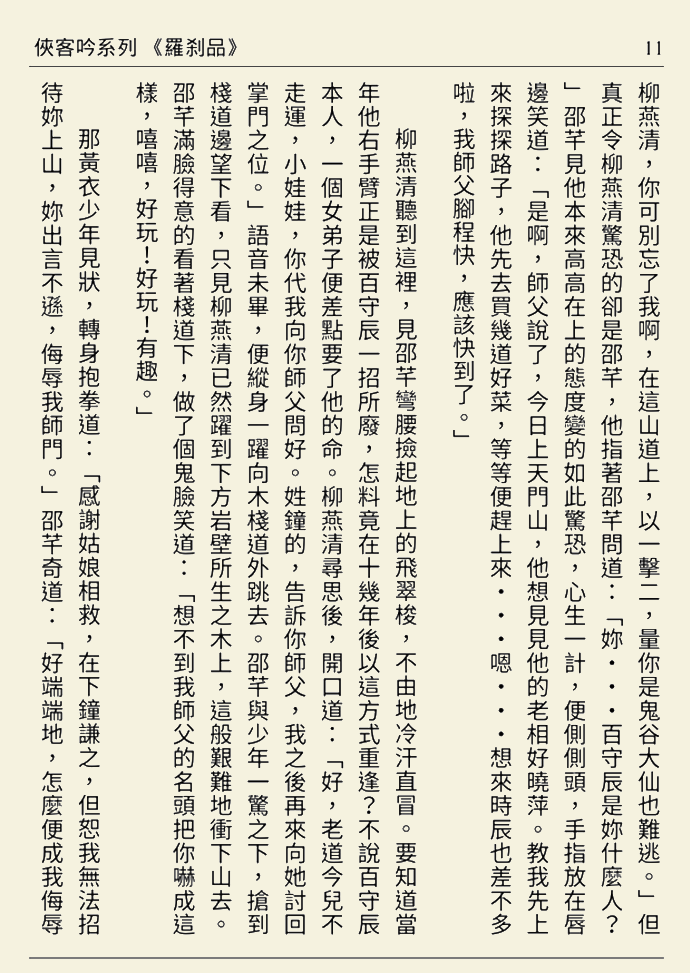 俠客吟系列 《羅剎品》
11
柳燕清，你可別忘了我啊，在這山道上，以一擊二，量你是鬼谷大仙也難逃。」但
真正令柳燕清驚恐的卻是邵芊，他指著邵芊問道：「妳・・・百守辰是妳什麼人？
」邵芊見他本來高高在上的態度變的如此驚恐，心生一計，便側側頭，手指放在唇
邊笑道：「是啊，師父說了，今日上天門山，他想見見他的老相好曉萍。教我先上
來探探路子，他先去買幾道好菜，等等便趕上來・・・嗯・・・想來時辰也差不多
啦，我師父腳程快，應該快到了。」
柳燕清聽到這裡，見邵芊彎腰撿起地上的飛翠梭，不由地冷汗直冒。要知道當
年他右手臂正是被百守辰一招所廢，怎料竟在十幾年後以這方式重逢？不說百守辰
本人，一個女弟子便差點要了他的命。柳燕清尋思後，開口道：「好，老道今兒不
走運，小娃娃，你代我向你師父問好。姓鐘的，告訴你師父，我之後再來向她討回
掌門之位。」語音未畢，便縱身一躍向木棧道外跳去。邵芊與少年一驚之下，搶到
棧道邊望下看，只見柳燕清已然躍到下方岩壁所生之木上，這般艱難地衝下山去。
邵芊滿臉得意的看著棧道下，做了個鬼臉笑道：「想不到我師父的名頭把你嚇成這
樣，嘻嘻，好玩！好玩！有趣。」
那黃衣少年見狀，轉身抱拳道：「感謝姑娘相救，在下鐘謙之，但恕我無法招
待妳上山，妳出言不遜，侮辱我師門。」邵芊奇道：「好端端地，怎麼便成我侮辱